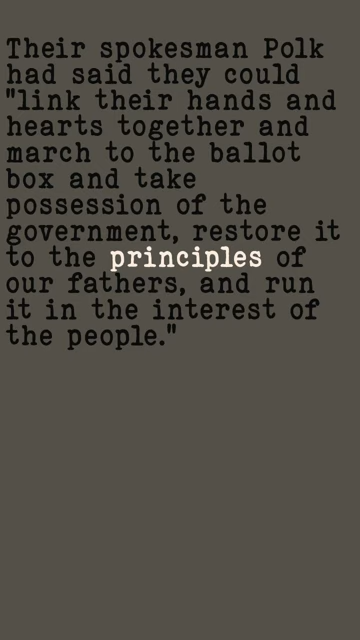 Their spokesman Polk
had said they could
"link their hands and
hearts together and
march to the ballot
box and take
possession of the
government, restore it
to the principles of
our fathers, and run
it in the interest of
the people."